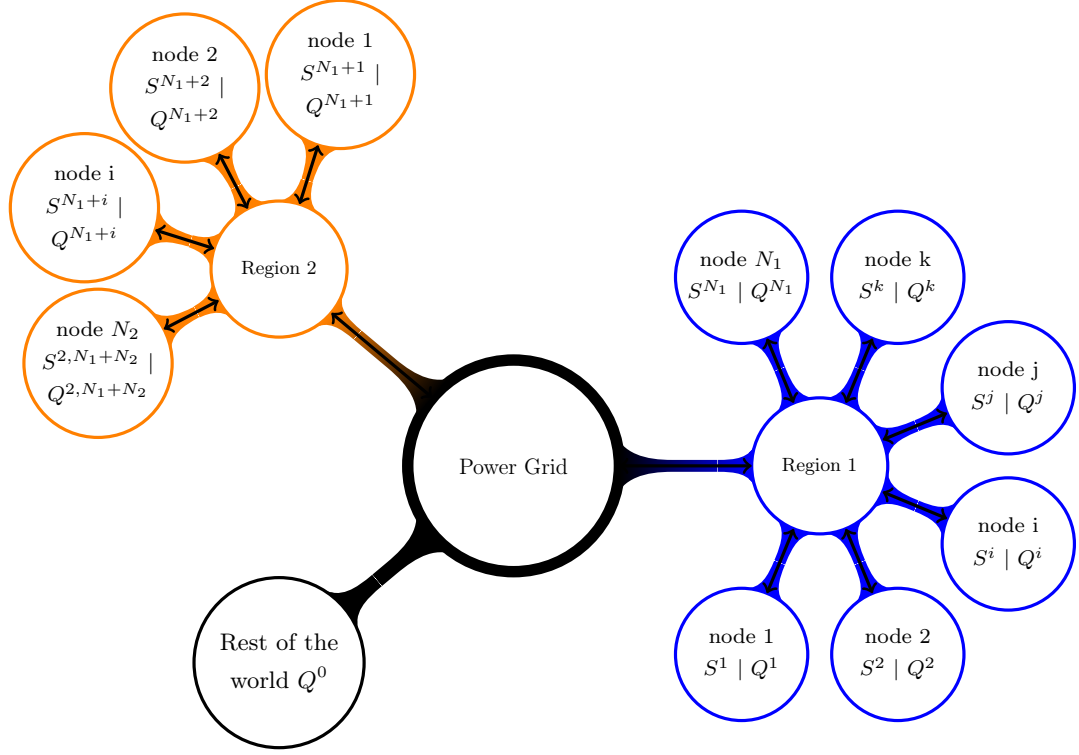 node 1
$S^{N_1+1}$ |
$Q^{N_1+1}$
node 2
$S^{N_1+2}$ |
$Q^{N_1+2}$
node i
$S^{N_1+i}$ |
$Q^{N_1+i}$
node $N_2$
$S^{2,N_1+N_2}$ |
$Q^{2,N_1+N_2}$
Region 2
node $N_1$
$S^{N_1}$ | $Q^{N_1}$
node k
$S^k$ | $Q^k$
node j
$S^j$ | $Q^j$
Power Grid
Region 1
node i
$S^i$ | $Q^i$
node 1
$S^1$ | $Q^1$
node 2
$S^2$ | $Q^2$
Rest of the
world $Q^0$